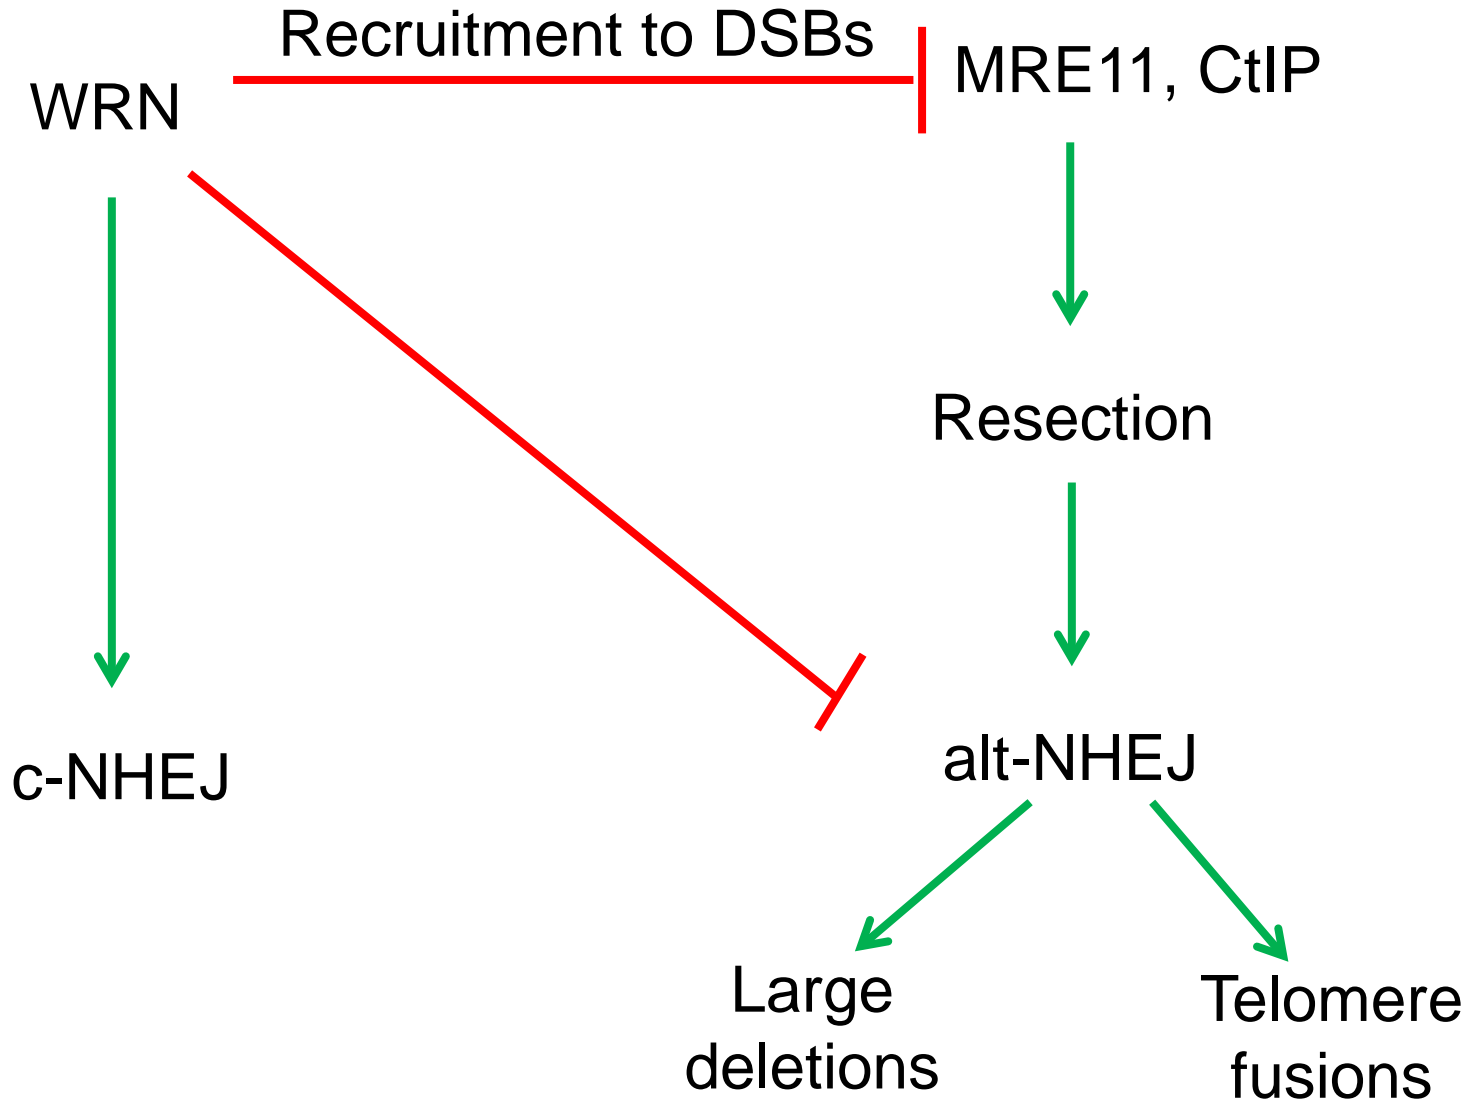 Recruitment to DSBs
WRN
MRE11, CtIP
Resection
c-NHEJ
alt-NHEJ
Large
deletions
Telomere
fusions